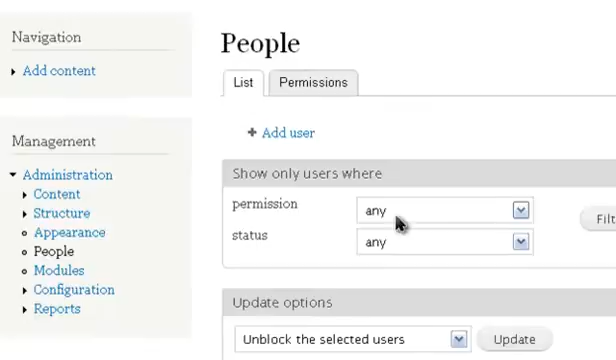 Navigation
Add content
Management
Administration
Content
Structure
Appearance
People
Modules
Configuration
Reports
People
List
Permissions
Add user
Show only users where
permission
any
status
any
Filt
Update options
Unblock the selected users
Update